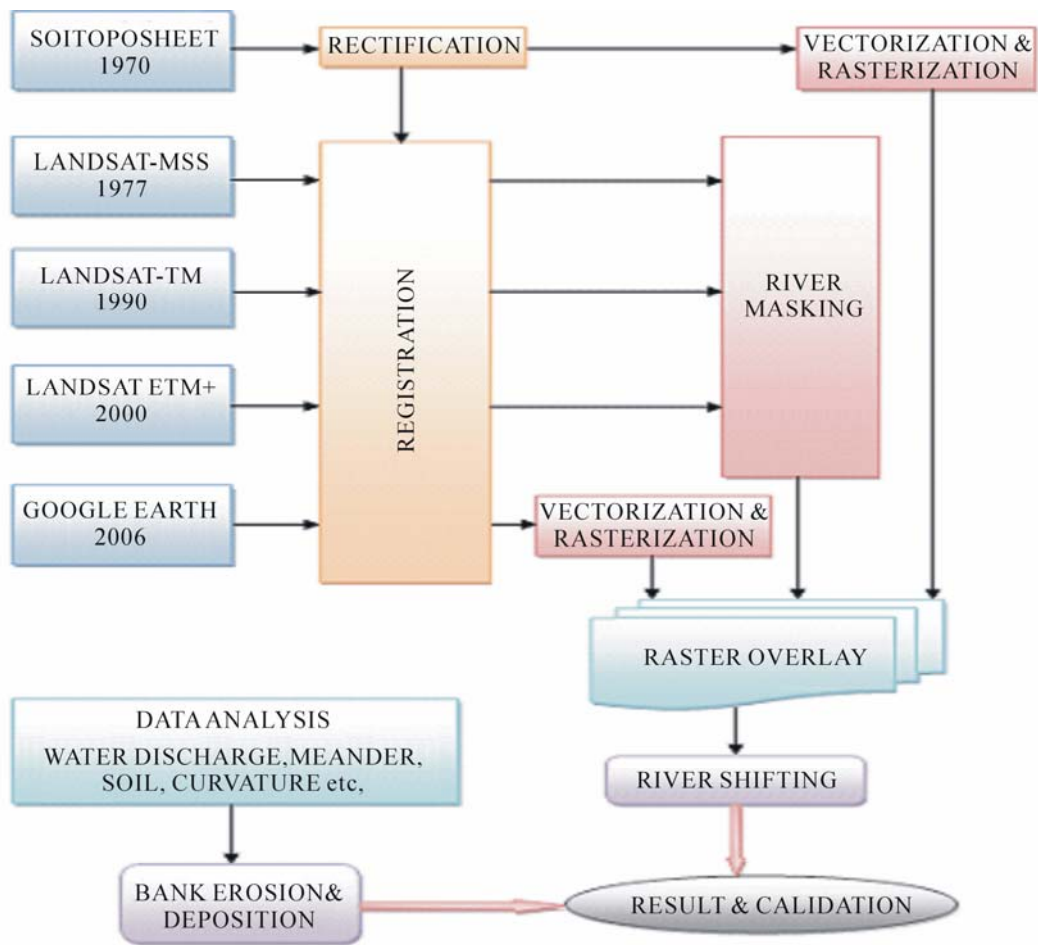 SOITOPOSHEET
1970
RECTIFICATION
VECTORIZATION &
RASTERIZATION
LANDSAT-MSS
1977
LANDSAT-TM
1990
LANDSAT ETM+
2000
GOOGLE EARTH
2006
REGISTRATION
RIVER
MASKING
VECTORIZATION &
RASTERIZATION
RASTER OVERLAY
DATA ANALYSIS
WATER DISCHARGE,MEANDER,
SOIL, CURVATURE etc,
RIVER SHIFTING
BANK EROSION&
DEPOSITION
RESULT & CALIDATION